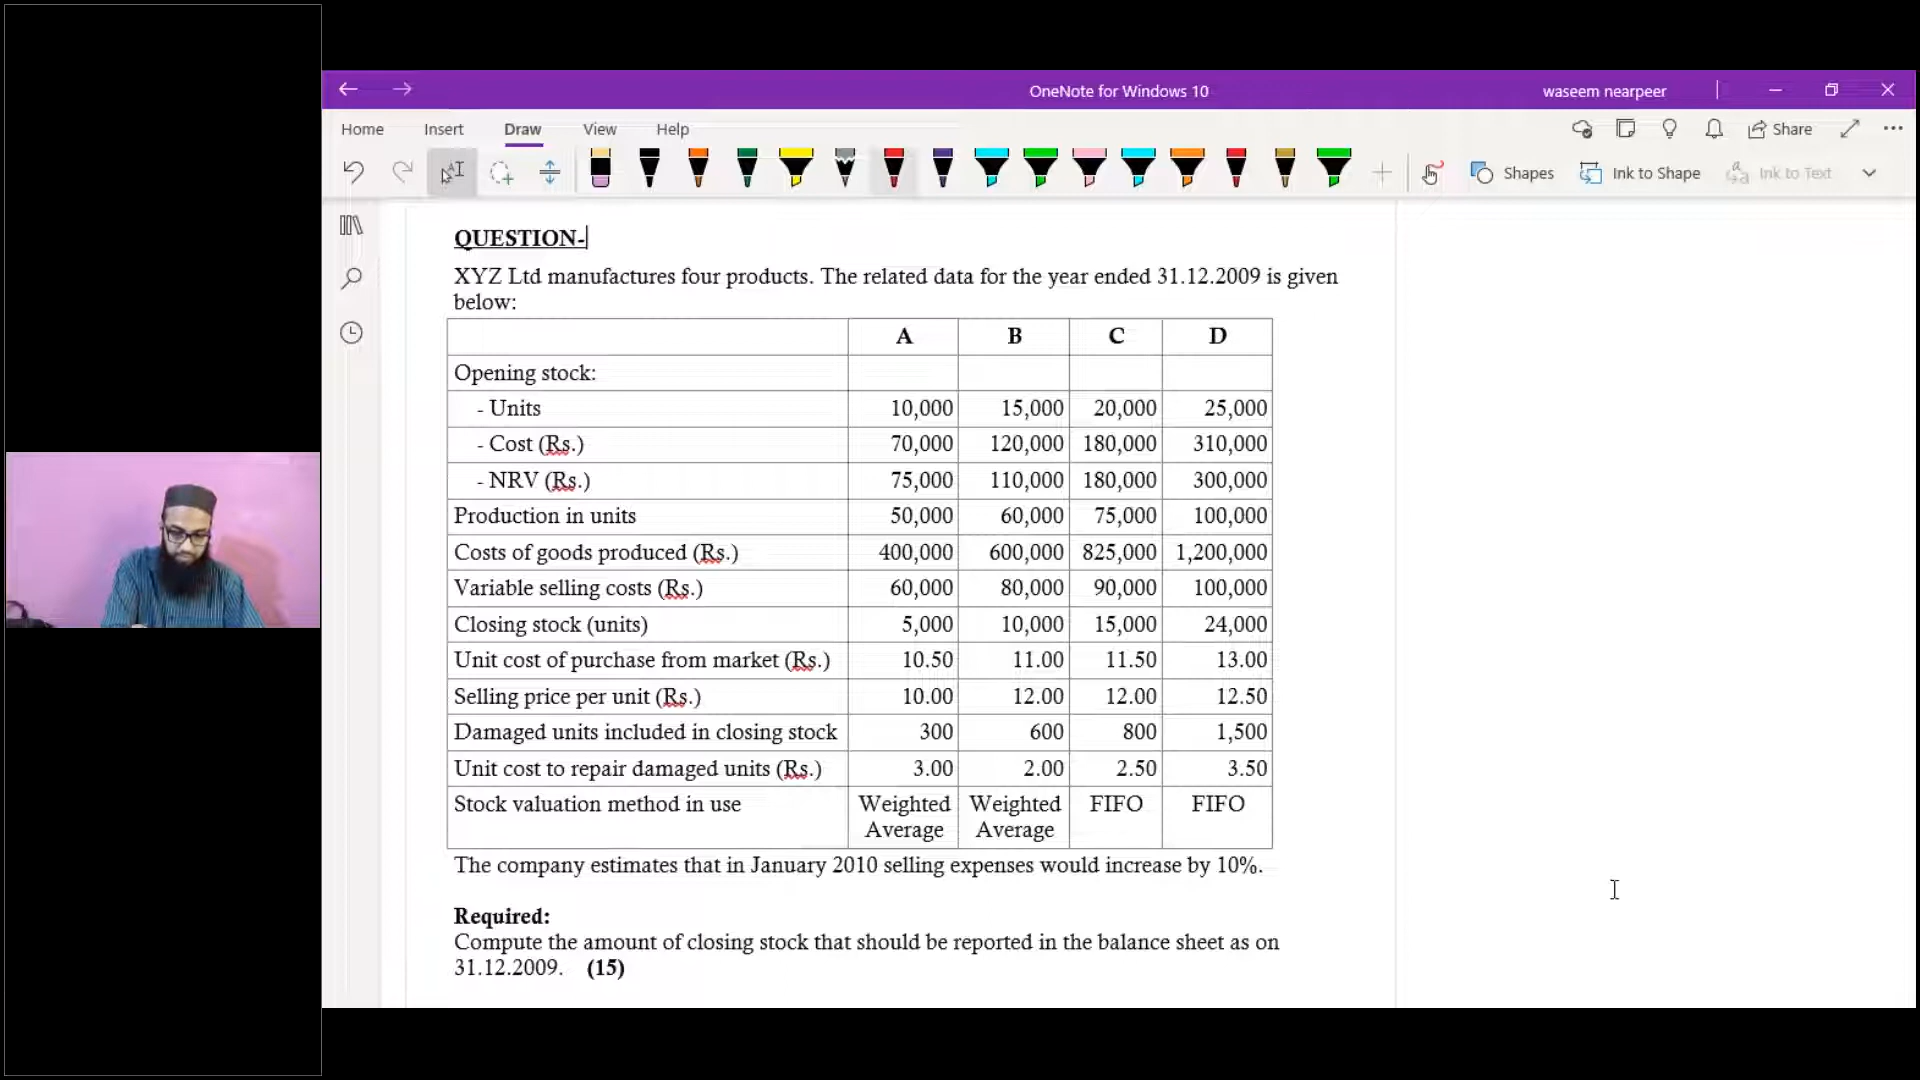 OneNote for Windows 10
waseem nearpeer
Home Insert Draw View Help
Share
Shapes Ink to Shape Ink to Text
QUESTION-
XYZ Ltd manufactures four products. The related data for the year ended 31.12.2009 is given
below:
A B C D
Opening stock:
- Units 10,000 15,000 20,000 25,000
- Cost (Rs.) 70,000 120,000 180,000 310,000
- NRV (Rs.) 75,000 110,000 180,000 300,000
Production in units 50,000 60,000 75,000 100,000
Costs of goods produced (Rs.) 400,000 600,000 825,000 1,200,000
Variable selling costs (Rs.) 60,000 80,000 90,000 100,000
Closing stock (units) 5,000 10,000 15,000 24,000
Unit cost of purchase from market (Rs.) 10.50 11.00 11.50 13.00
Selling price per unit (Rs.) 10.00 12.00 12.00 12.50
Damaged units included in closing stock 300 600 800 1,500
Unit cost to repair damaged units (Rs.) 3.00 2.00 2.50 3.50
Stock valuation method in use Weighted Weighted FIFO FIFO
Average Average
The company estimates that in January 2010 selling expenses would increase by 10%.
Required:
Compute the amount of closing stock that should be reported in the balance sheet as on
31.12.2009. (15)